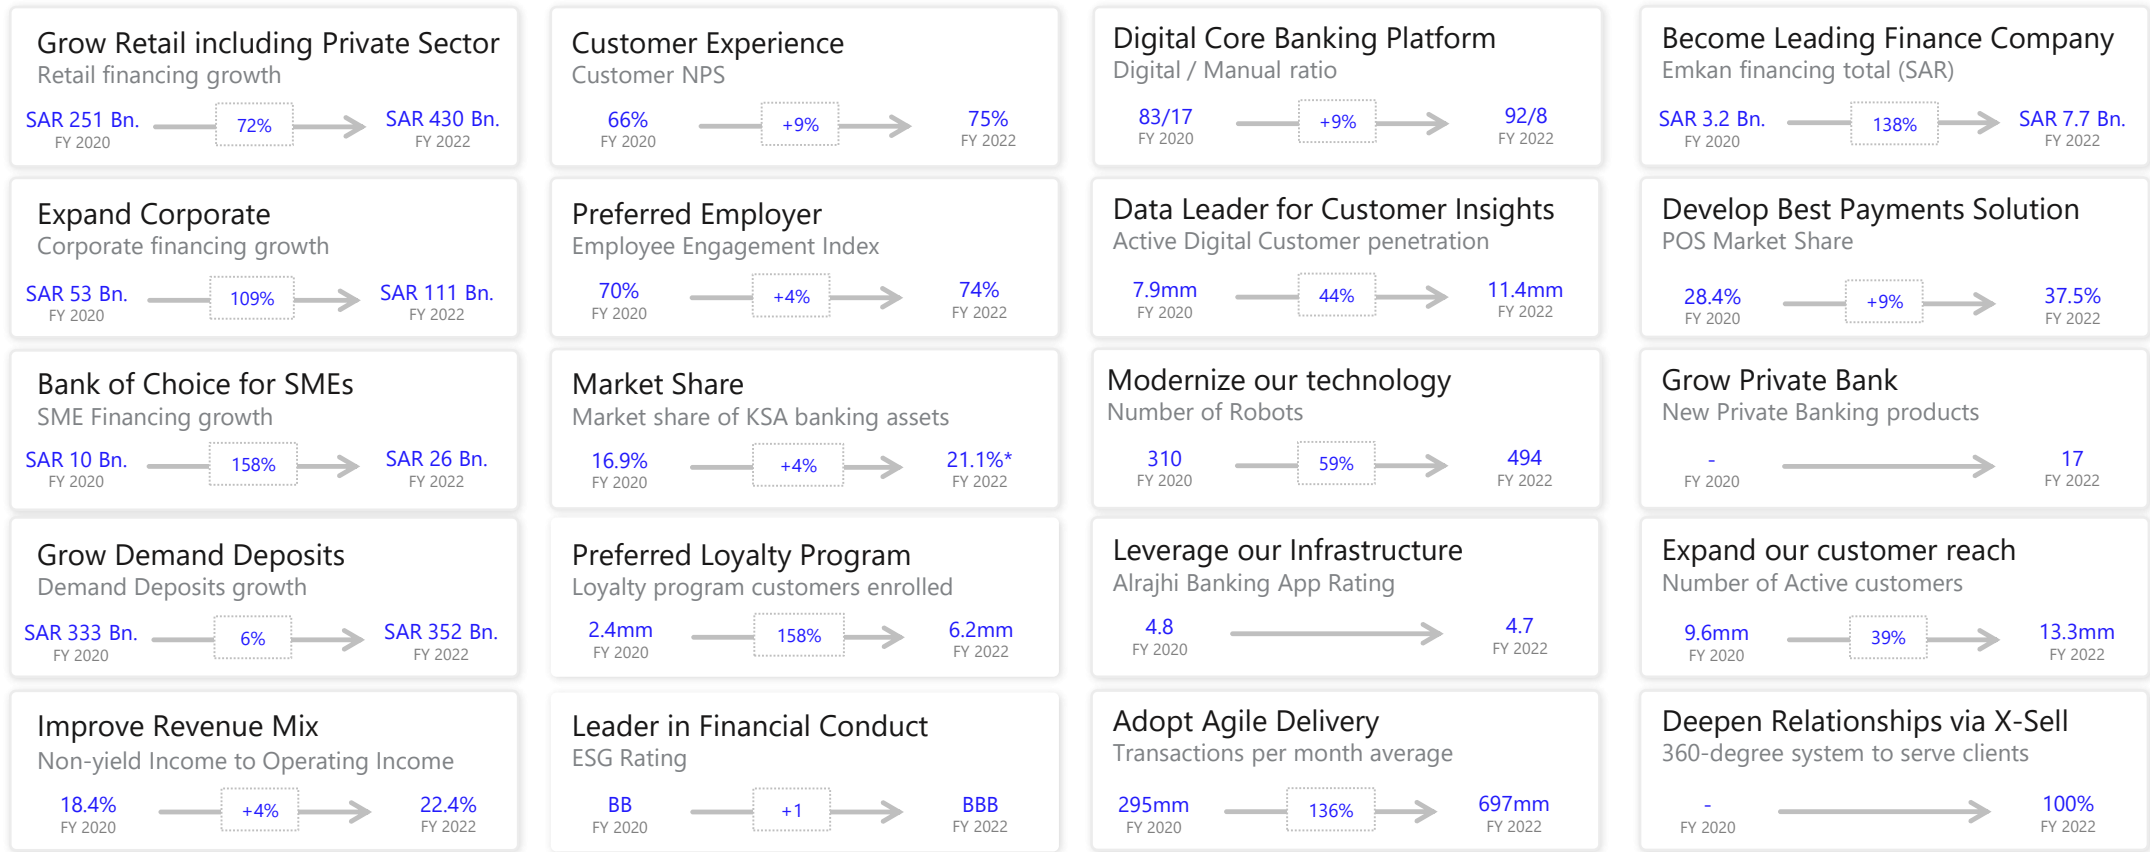 Grow Retail including Private Sector
Retail financing growth
SAR 251 Bn.
FY 2020
72%
SAR 430 Bn.
FY 2022
Customer Experience
Customer NPS
66%
FY 2020
+9%
75%
FY 2022
Digital Core Banking Platform
Digital / Manual ratio
83/17
FY 2020
+9%
92/8
FY 2022
Become Leading Finance Company
Emkan financing total (SAR)
SAR 3.2 Bn.
FY 2020
138%
SAR 7.7 Bn.
FY 2022
Expand Corporate
Corporate financing growth
SAR 53 Bn.
FY 2020
109%
SAR 111 Bn.
FY 2022
Preferred Employer
Employee Engagement Index
70%
FY 2020
+4%
74%
FY 2022
Data Leader for Customer Insights
Active Digital Customer penetration
7.9mm
FY 2020
44%
11.4mm
FY 2022
Develop Best Payments Solution
POS Market Share
28.4%
FY 2020
+9%
37.5%
FY 2022
Bank of Choice for SMEs
SME Financing growth
SAR 10 Bn.
FY 2020
158%
SAR 26 Bn.
FY 2022
Market Share
Market share of KSA banking assets
16.9%
FY 2020
+4%
21.1%*
FY 2022
Modernize our technology
Number of Robots
310
FY 2020
59%
494
FY 2022
Grow Private Bank
New Private Banking products
-
FY 2020
17
FY 2022
Grow Demand Deposits
Demand Deposits growth
SAR 333 Bn.
FY 2020
6%
SAR 352 Bn.
FY 2022
Preferred Loyalty Program
Loyalty program customers enrolled
2.4mm
FY 2020
158%
6.2mm
FY 2022
Leverage our Infrastructure
Alrajhi Banking App Rating
4.8
FY 2020
4.7
FY 2022
Expand our customer reach
Number of Active customers
9.6mm
FY 2020
39%
13.3mm
FY 2022
Improve Revenue Mix
Non-yield Income to Operating Income
18.4%
FY 2020
+4%
22.4%
FY 2022
Leader in Financial Conduct
ESG Rating
BB
FY 2020
+1
BBB
FY 2022
Adopt Agile Delivery
Transactions per month average
295mm
FY 2020
136%
697mm
FY 2022
Deepen Relationships via X-Sell
360-degree system to serve clients
-
FY 2020
100%
FY 2022